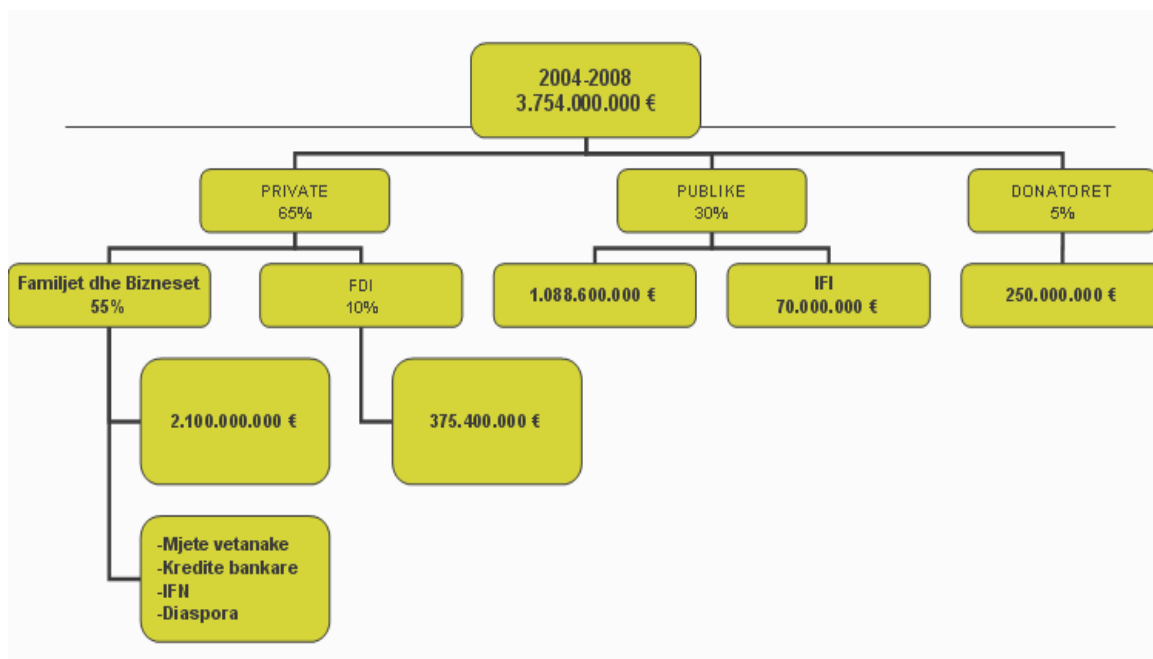 2004-2008
3.754.000.000 €
PRIVATE
65%
PUBLIKE
30%
DONATORET
5%
Familjet dhe Bizneset
55%
FDI
10%
1.088.600.000 €
IFI
70.000.000 €
250.000.000 €
2.100.000.000 €
375.400.000 €
-Mjete vetanake
-Kredite bankare
-IFN
-Diaspora